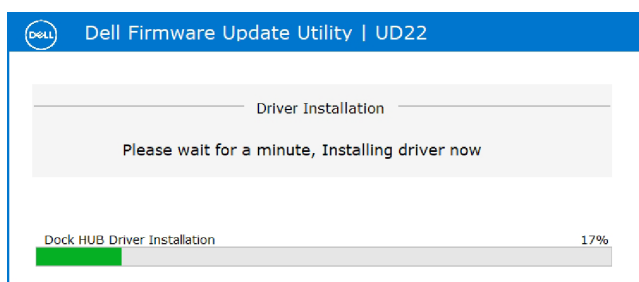 DELL
Dell Firmware Update Utility | UD22
Driver Installation
Please wait for a minute, Installing driver now
Dock HUB Driver Installation 17%